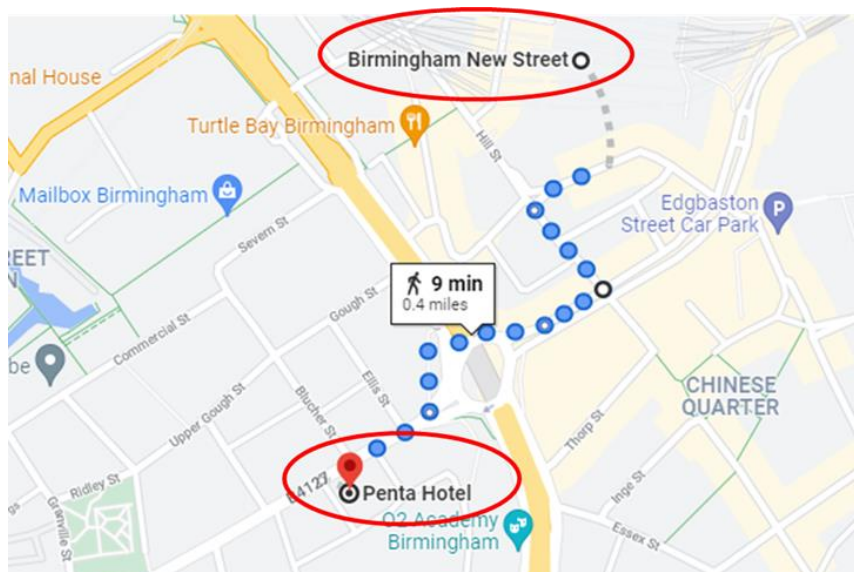 Birmingham New Street
nal House
Turtle Bay Birmingham
Hill St
Mailbox Birmingham
Edgbaston
Street Car Park
P
Severn St
REET
N
9 min
0.4 miles
Gough St
Commercial St
be
Ellis St
Blucher St
CHINESE
QUARTER
Upper Gough St
Thorp St
Ridley St
B4127
Penta Hotel
Inge St
gs
Granville St
O2 Academy
Birmingham
Essex St